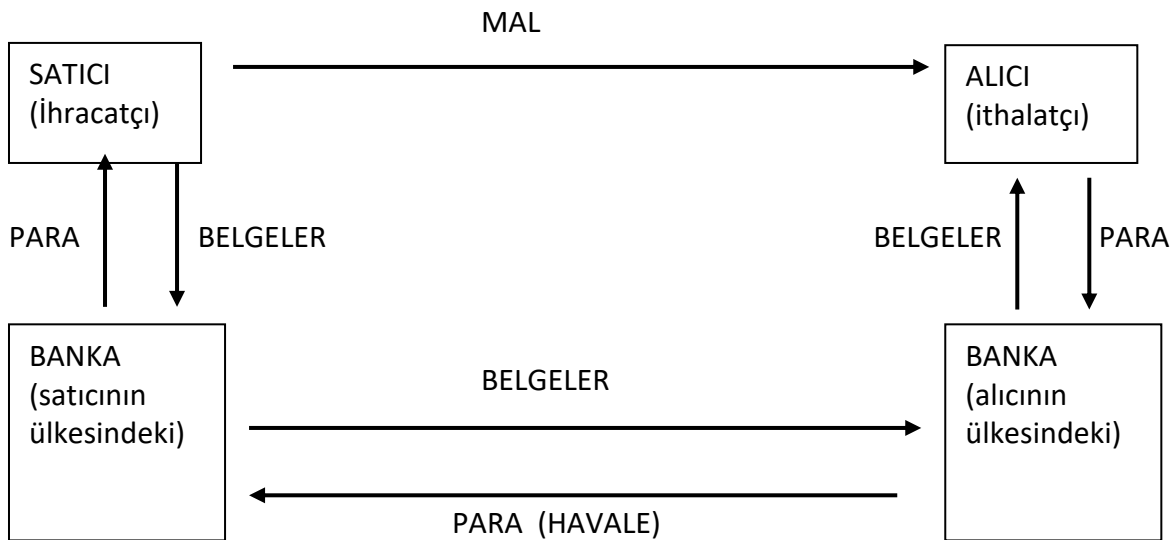 MAL
SATICI
(İhracatçı)
ALICI
(ithalatçı)
PARA
BELGELER
BELGELER
PARA
BANKA
(satıcının
ülkesindeki)
BELGELER
BANKA
(alıcının
ülkesindeki)
PARA (HAVALE)